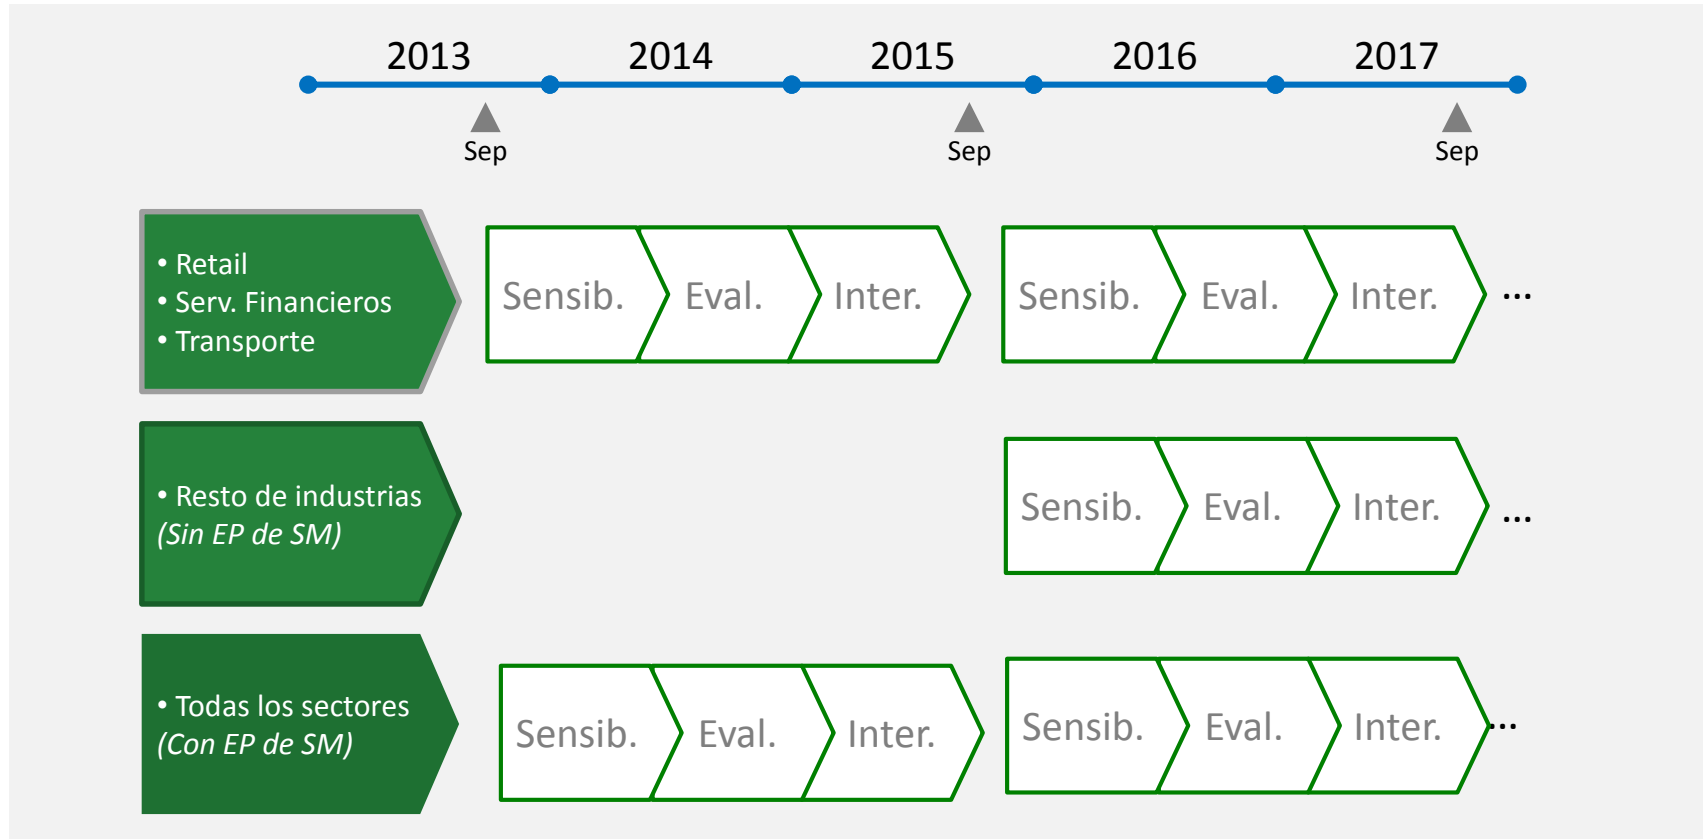 2013 2014 2015 2016 2017
Sep Sep Sep
• Retail
• Serv. Financieros
• Transporte
Sensib. Eval. Inter. Sensib. Eval. Inter. ...
• Resto de industrias
(Sin EP de SM)
Sensib. Eval. Inter. ...
• Todas los sectores
(Con EP de SM)
Sensib. Eval. Inter. Sensib. Eval. Inter. ...